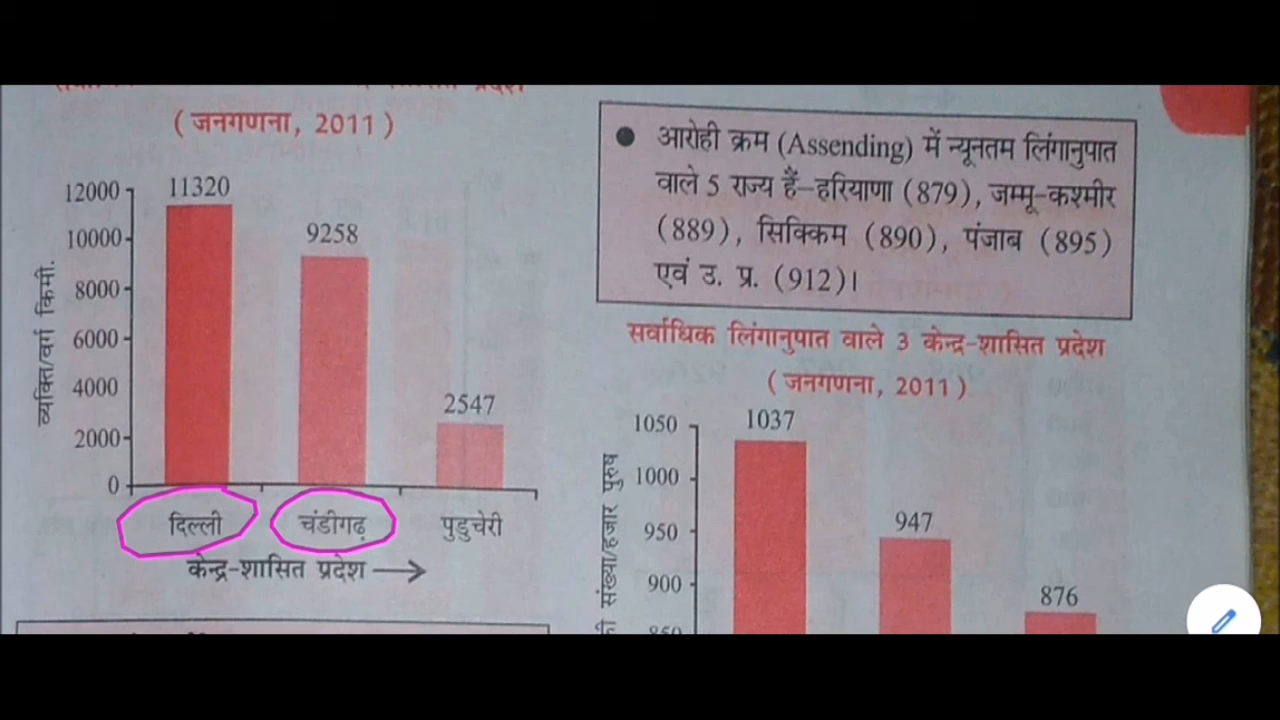 (जनगणना, 2011)
व्यक्ति/वर्ग किमी.
12000
10000
8000
6000
4000
2000
0
11320
9258
2547
दिल्ली चंडीगढ़ पुडुचेरी
केन्द्र-शासित प्रदेश
● आरोही क्रम (Assending) में न्यूनतम लिंगानुपात
वाले 5 राज्य हैं–हरियाणा (879), जम्मू-कश्मीर
(889), सिक्किम (890), पंजाब (895)
एवं उ. प्र. (912)।
सर्वाधिक लिंगानुपात वाले 3 केन्द्र-शासित प्रदेश
(जनगणना, 2011)
संख्या/हजार पुरुष
1050
1000
950
900
850
1037
947
876